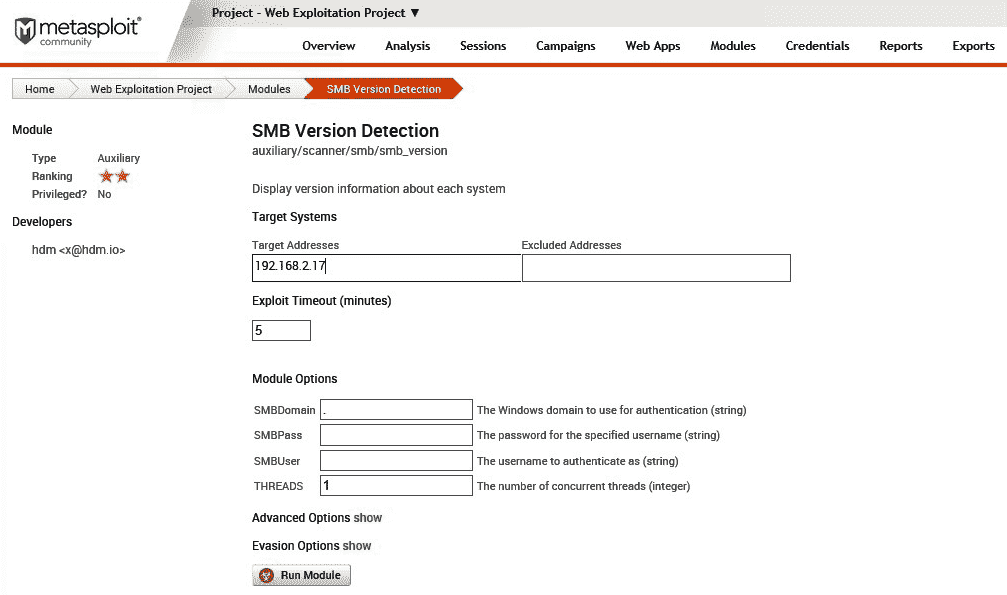 metasploit®
community
Project - Web Exploitation Project ▼
Overview Analysis Sessions Campaigns Web Apps Modules Credentials Reports Exports
Home Web Exploitation Project Modules SMB Version Detection
Module
Type Auxiliary
Ranking
Privileged? No
Developers
hdm <x@hdm.io>
SMB Version Detection
auxiliary/scanner/smb/smb_version
Display version information about each system
Target Systems
Target Addresses Excluded Addresses
192.168.2.17
Exploit Timeout (minutes)
5
Module Options
SMBDomain . The Windows domain to use for authentication (string)
SMBPass The password for the specified username (string)
SMBUser The username to authenticate as (string)
THREADS 1 The number of concurrent threads (integer)
Advanced Options show
Evasion Options show
Run Module